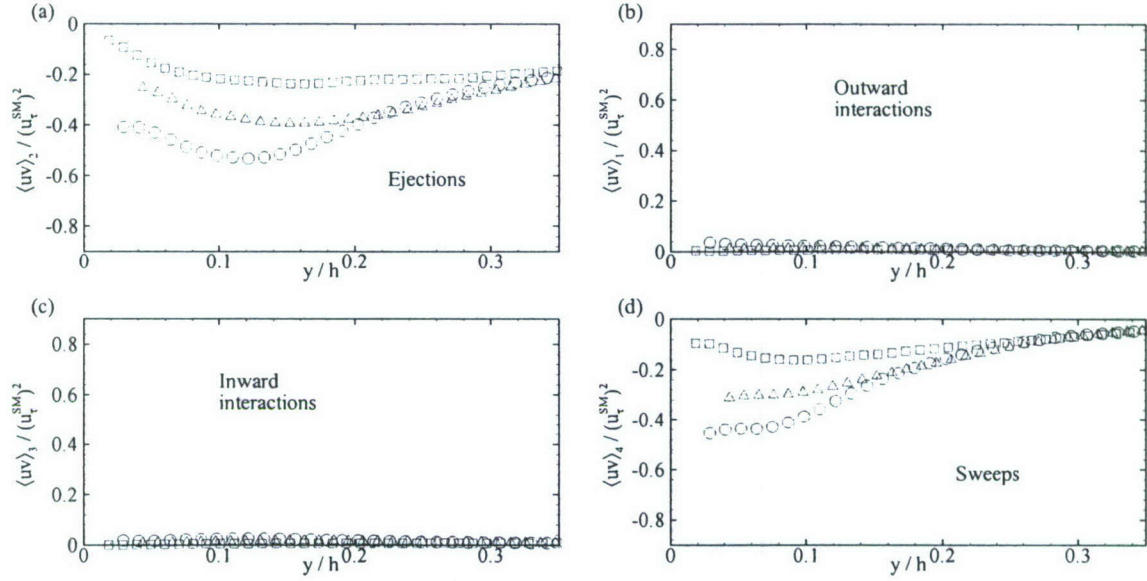 (a)
0
-0.2
-0.4
-0.6
-0.8
⟨uv⟩₂ / (u_τ^SM)²
Ejections
0
0.1
0.2
0.3
y / h
(b)
0.8
0.6
0.4
0.2
0
⟨uv⟩₁ / (u_τ^SM)²
Outward
interactions
0
0.1
0.2
0.3
y / h
(c)
0.8
0.6
0.4
0.2
0
⟨uv⟩₃ / (u_τ^SM)²
Inward
interactions
0
0.1
0.2
0.3
y / h
(d)
0
-0.2
-0.4
-0.6
-0.8
⟨uv⟩₄ / (u_τ^SM)²
Sweeps
0
0.1
0.2
0.3
y / h